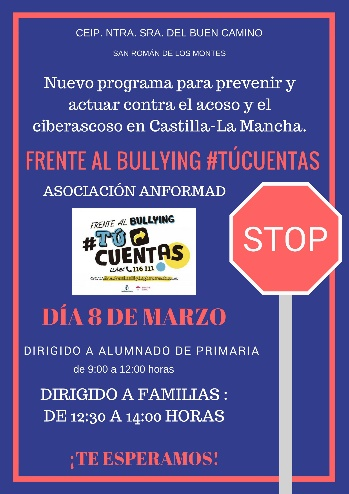 CEIP. NTRA. SRA. DEL BUEN CAMINO
SAN ROMÁN DE LOS MONTES
Nuevo programa para prevenir y
actuar contra el acoso y el
ciberascoso en Castilla-La Mancha.
FRENTE AL BULLYING #TÚCUENTAS
ASOCIACIÓN ANFORMAD
FRENTE AL BULLYING
#TÚ
CUENTAS
116 111
STOP
DÍA 8 DE MARZO
DIRIGIDO A ALUMNADO DE PRIMARIA
de 9:00 a 12:00 horas
DIRIGIDO A FAMILIAS :
DE 12:30 A 14:00 HORAS
¡TE ESPERAMOS!